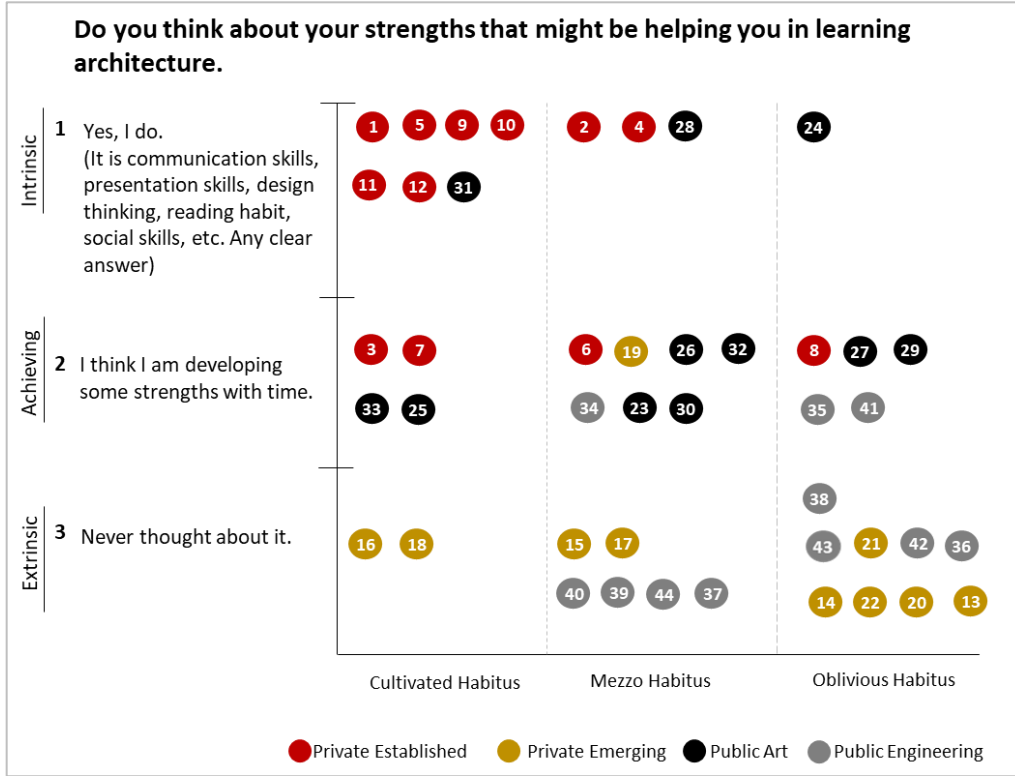 Do you think about your strengths that might be helping you in learning
architecture.
Intrinsic
1 Yes, I do.
(It is communication skills,
presentation skills, design
thinking, reading habit,
social skills, etc. Any clear
answer)
1 5 9 10 2 4 28 24
11 12 31
Achieving
2 I think I am developing
some strengths with time.
3 7 6 19 26 32 8 27 29
33 25 34 23 30 35 41
Extrinsic
3 Never thought about it.
38
16 18 15 17 43 21 42 36
40 39 44 37 14 22 20 13
Cultivated Habitus Mezzo Habitus Oblivious Habitus
Private Established Private Emerging Public Art Public Engineering